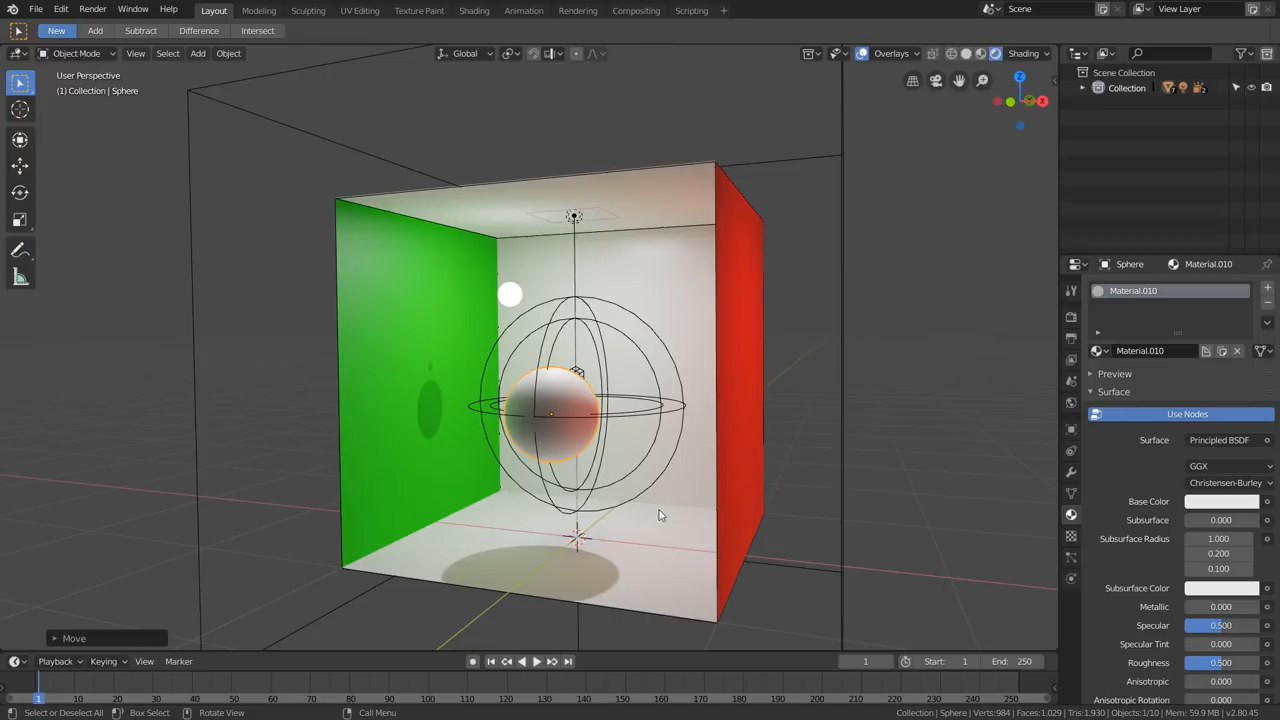 File Edit Render Window Help Layout Modeling Sculpting UV Editing Texture Paint Shading Animation Rendering Compositing Scripting + Scene View Layer
New Add Subtract Difference Intersect
Object Mode View Select Add Object Global Overlays Shading
User Perspective
(1) Collection | Sphere
Z
X
Y
Scene Collection
Collection 7 2
Sphere Material.010
Material.010
Material.010
Preview
Surface
Use Nodes
Surface Principled BSDF
GGX
Christensen-Burley
Base Color
Subsurface 0.000
Subsurface Radius 1.000
0.200
0.100
Subsurface Color
Metallic 0.000
Specular 0.500
Specular Tint 0.000
Roughness 0.500
Anisotropic 0.000
Anisotropic Rotation 0.000
Move
Playback Keying View Marker 1 Start: 1 End: 250
1 10 20 30 40 50 60 70 80 90 100 110 120 130 140 150 160 170 180 190 200 210 220 230 240 250
Select or Deselect All Box Select Rotate View Call Menu Collection | Sphere | Verts:984 | Faces:1,029 | Tris:1,930 | Objects:1/10 | Mem: 59.9 MB | v2.80.45